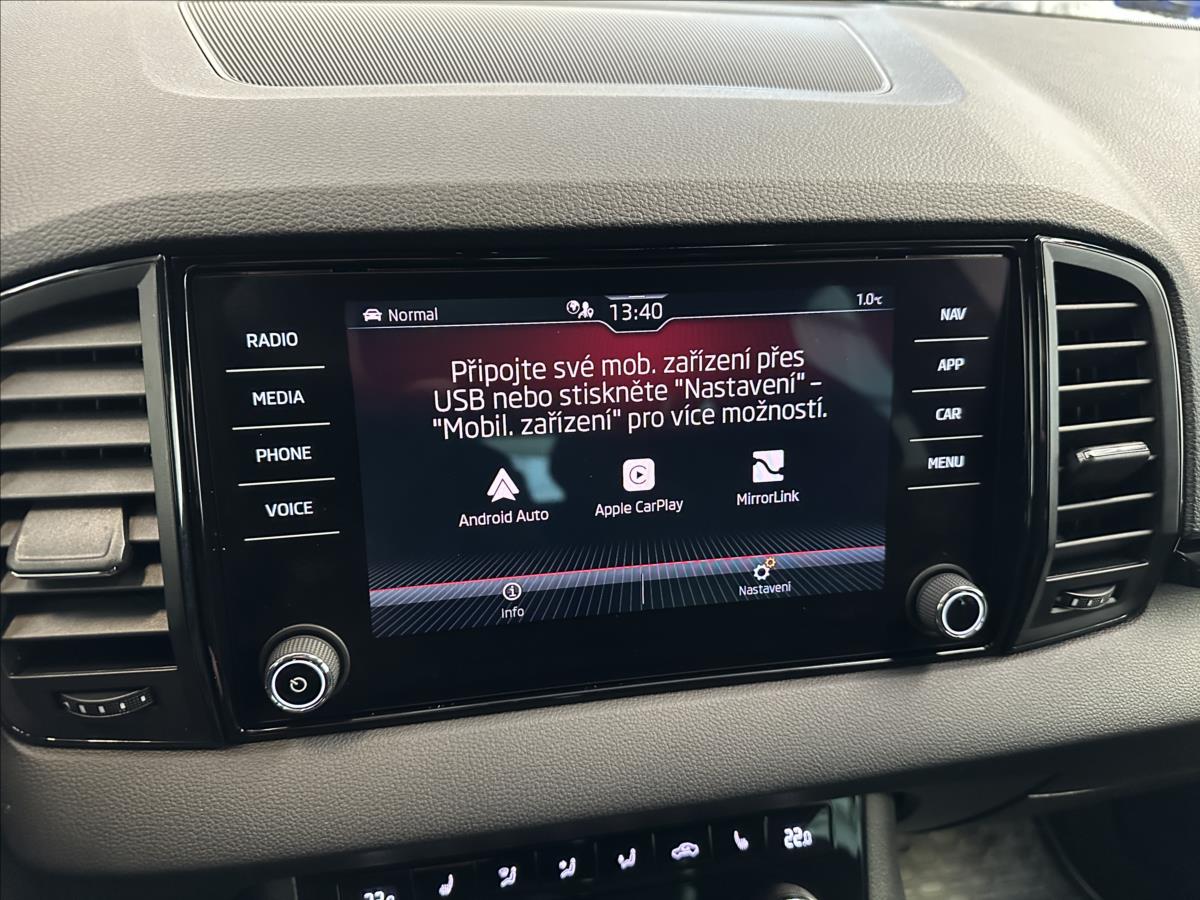 Normal
13:40
1.0°C
RADIO
MEDIA
PHONE
VOICE
Připojte své mob. zařízení přes
USB nebo stiskněte "Nastavení" –
"Mobil. zařízení" pro více možností.
Android Auto
Apple CarPlay
MirrorLink
Info
Nastavení
NAV
APP
CAR
MENU
22.0